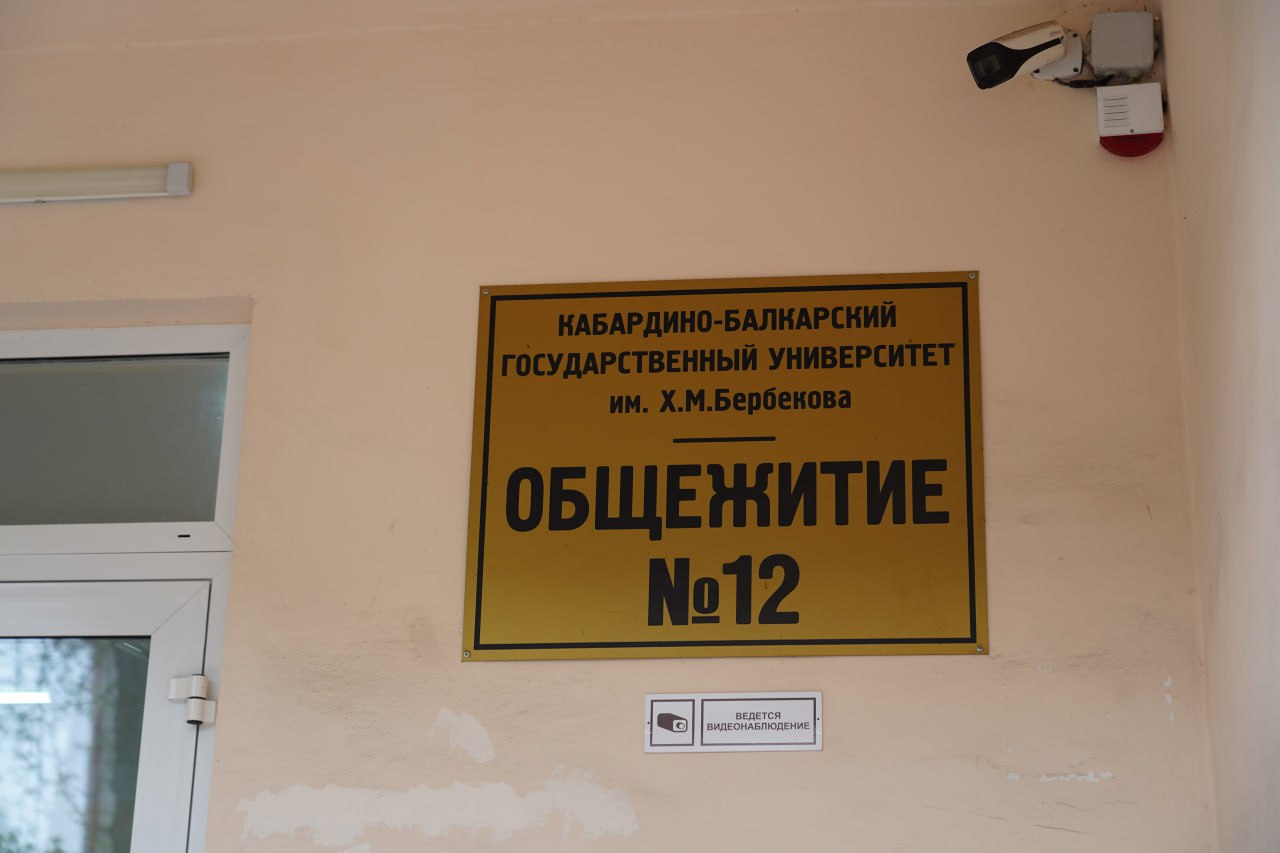 КАБАРДИНО-БАЛКАРСКИЙ
ГОСУДАРСТВЕННЫЙ УНИВЕРСИТЕТ
им. Х.М.Бербекова
ОБЩЕЖИТИЕ
№12
ВЕДЕТСЯ
ВИДЕОНАБЛЮДЕНИЕ